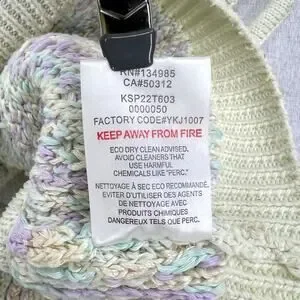 RN#134985
CA#50312
KSP22T603
0000050
FACTORY CODE#YKJ1007
KEEP AWAY FROM FIRE
ECO DRY CLEAN ADVISED.
AVOID CLEANERS THAT
USE HARMFUL
CHEMICALS LIKE "PERC."
NETTOYAGE À SEC ECO RECOMMANDÉ.
EVITER D'UTILISER DES AGENTS
DE NETTOYAGE AVEC
PRODUITS CHIMIQUES
DANGEREUX TELS QUE PERC.